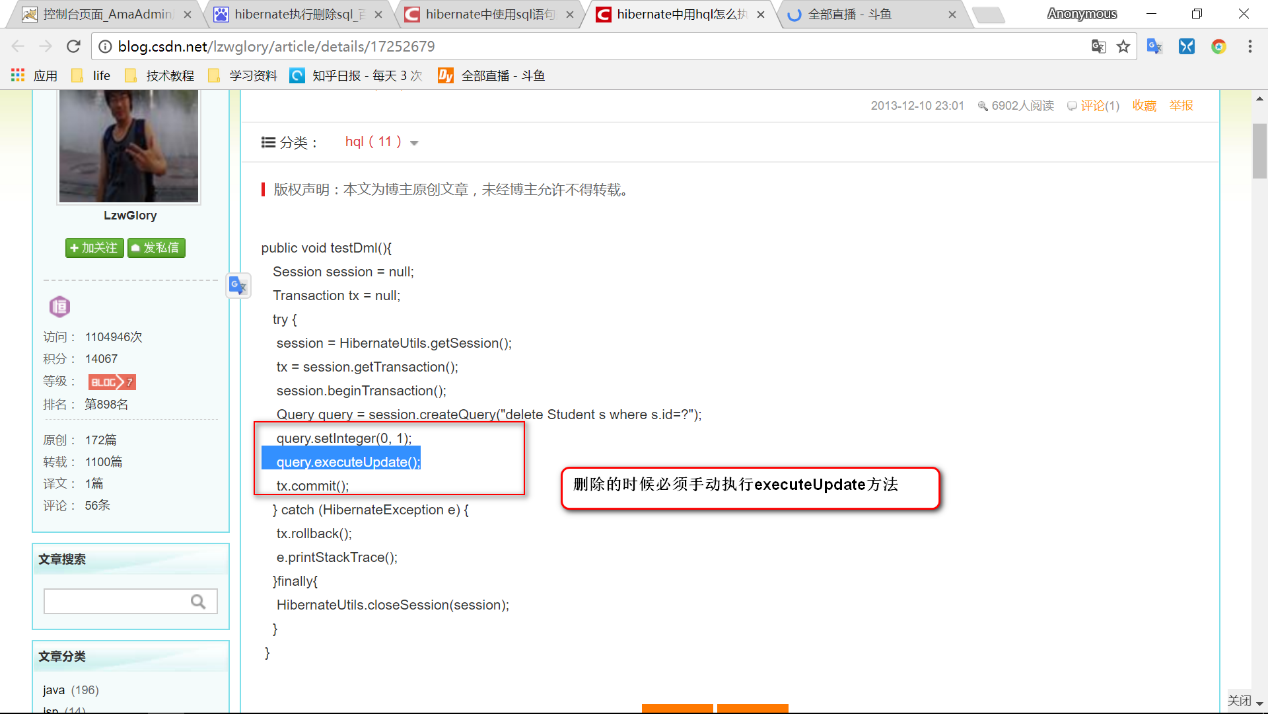 控制台页面_AmaAdmin
hibernate执行删除sql_百
hibernate中使用sql语句
hibernate中用hql怎么执
全部直播 - 斗鱼
Anonymous
blog.csdn.net/lzwglory/article/details/17252679
应用
life
技术教程
学习资料
知乎日报 - 每天 3 次
全部直播 - 斗鱼
LzwGlory
加关注
发私信
访问： 1104946次
积分： 14067
等级： BLOG 7
排名： 第898名
原创： 172篇
转载： 1100篇
译文： 1篇
评论： 56条
文章搜索
文章分类
java (196)
jsp (14)
2013-12-10 23:01 6902人阅读 评论(1) 收藏 举报
分类： hql（11）
版权声明：本文为博主原创文章，未经博主允许不得转载。
public void testDml(){
Session session = null;
Transaction tx = null;
try {
session = HibernateUtils.getSession();
tx = session.getTransaction();
session.beginTransaction();
Query query = session.createQuery("delete Student s where s.id=?");
query.setInteger(0, 1);
query.executeUpdate();
tx.commit();
} catch (HibernateException e) {
tx.rollback();
e.printStackTrace();
}finally{
HibernateUtils.closeSession(session);
}
}
删除的时候必须手动执行executeUpdate方法
关闭